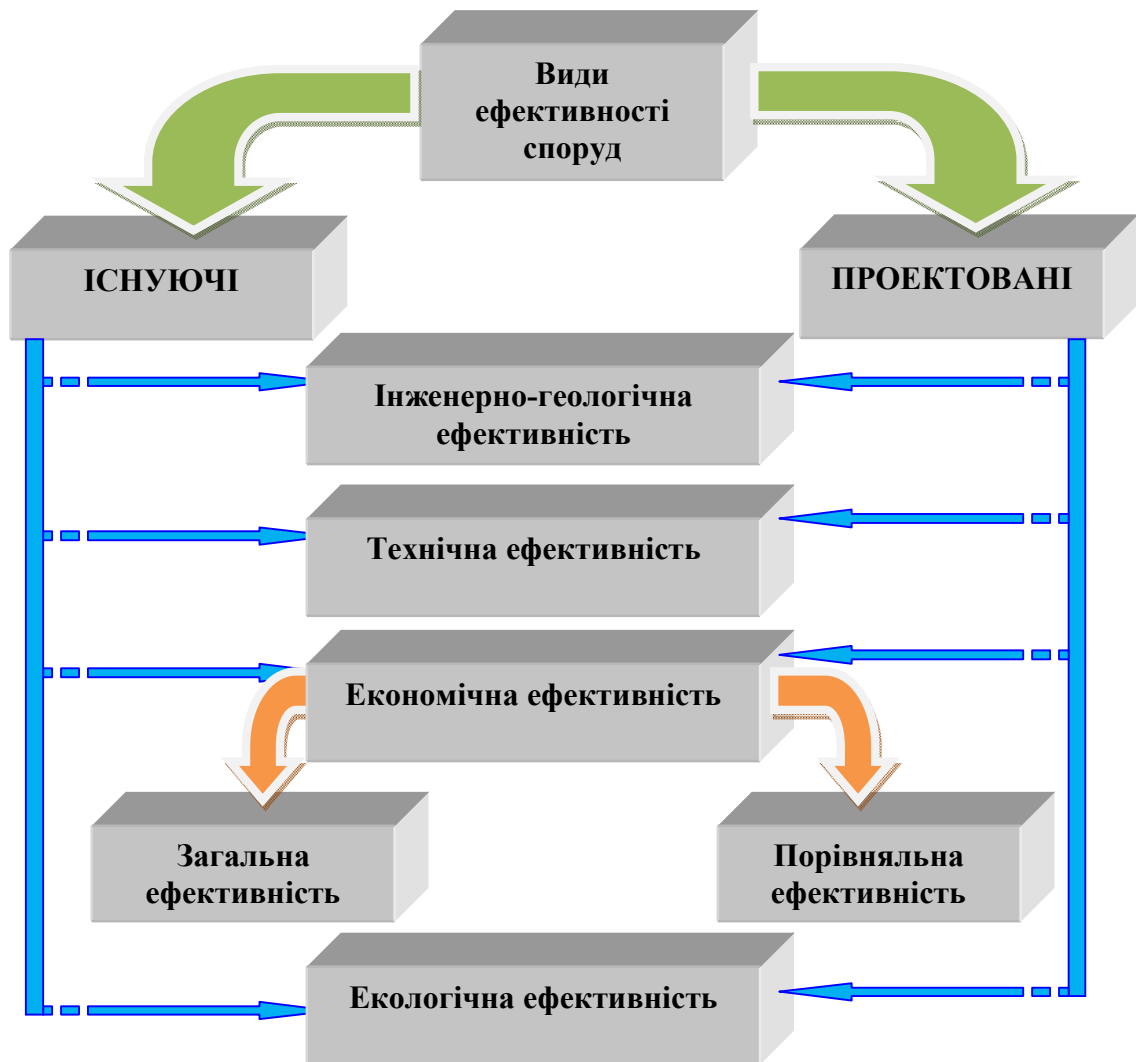 Види
ефективності
споруд
ІСНУЮЧІ
ПРОЕКТОВАНІ
Інженерно-геологічна
ефективність
Технічна ефективність
Економічна ефективність
Загальна
ефективність
Порівняльна
ефективність
Екологічна ефективність